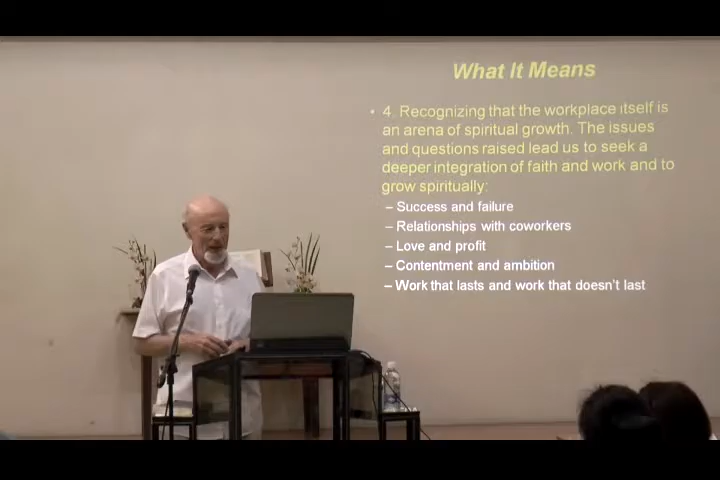 What It Means
• 4. Recognizing that the workplace itself is
an arena of spiritual growth. The issues
and questions raised lead us to seek a
deeper integration of faith and work and to
grow spiritually:
– Success and failure
– Relationships with coworkers
– Love and profit
– Contentment and ambition
– Work that lasts and work that doesn't last